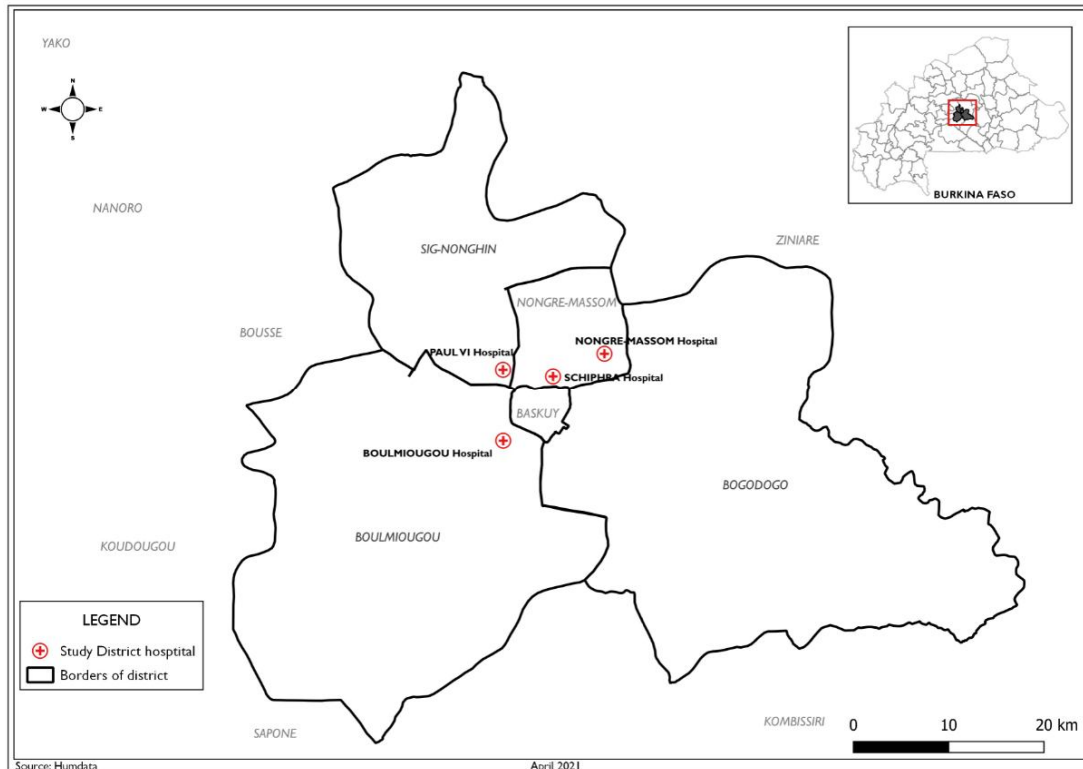 YAKO
N
W E
S
BURKINA FASO
NANORO
ZINIARE
SIG-NONGHIN
NONGRE-MASSOM
BOUSSE
NONGRE-MASSOM Hospital
PAUL VI Hospital
SCHIPHRA Hospital
BASKUY
BOULMIOUGOU Hospital
BOGODOGO
BOULMIOUGOU
KOUDOUGOU
LEGEND
Study District hosptital
Borders of district
SAPONE
KOMBISSIRI
0 10 20 km
Source: Humdata
April 2021